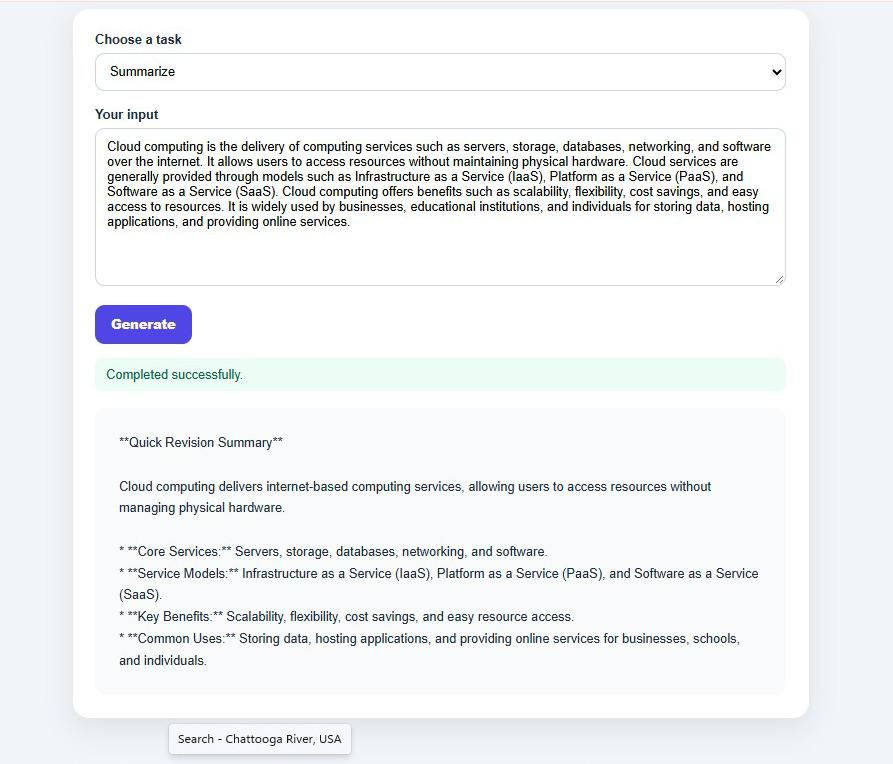 Choose a task
Summarize
Your input
Cloud computing is the delivery of computing services such as servers, storage, databases, networking, and software
over the internet. It allows users to access resources without maintaining physical hardware. Cloud services are
generally provided through models such as Infrastructure as a Service (IaaS), Platform as a Service (PaaS), and
Software as a Service (SaaS). Cloud computing offers benefits such as scalability, flexibility, cost savings, and easy
access to resources. It is widely used by businesses, educational institutions, and individuals for storing data, hosting
applications, and providing online services.
Generate
Completed successfully.
**Quick Revision Summary**
Cloud computing delivers internet-based computing services, allowing users to access resources without
managing physical hardware.
* **Core Services:** Servers, storage, databases, networking, and software.
* **Service Models:** Infrastructure as a Service (IaaS), Platform as a Service (PaaS), and Software as a Service
(SaaS).
* **Key Benefits:** Scalability, flexibility, cost savings, and easy resource access.
* **Common Uses:** Storing data, hosting applications, and providing online services for businesses, schools,
and individuals.
Search - Chattooga River, USA